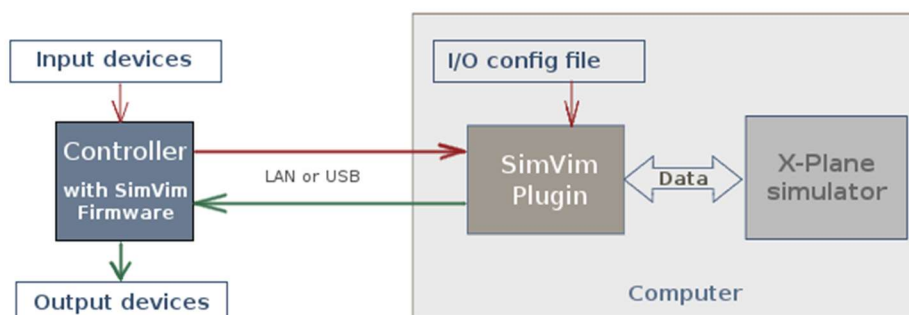 Input devices
I/O config file
Controller
with SimVim
Firmware
LAN or USB
SimVim
Plugin
Data
X-Plane
simulator
Output devices
Computer